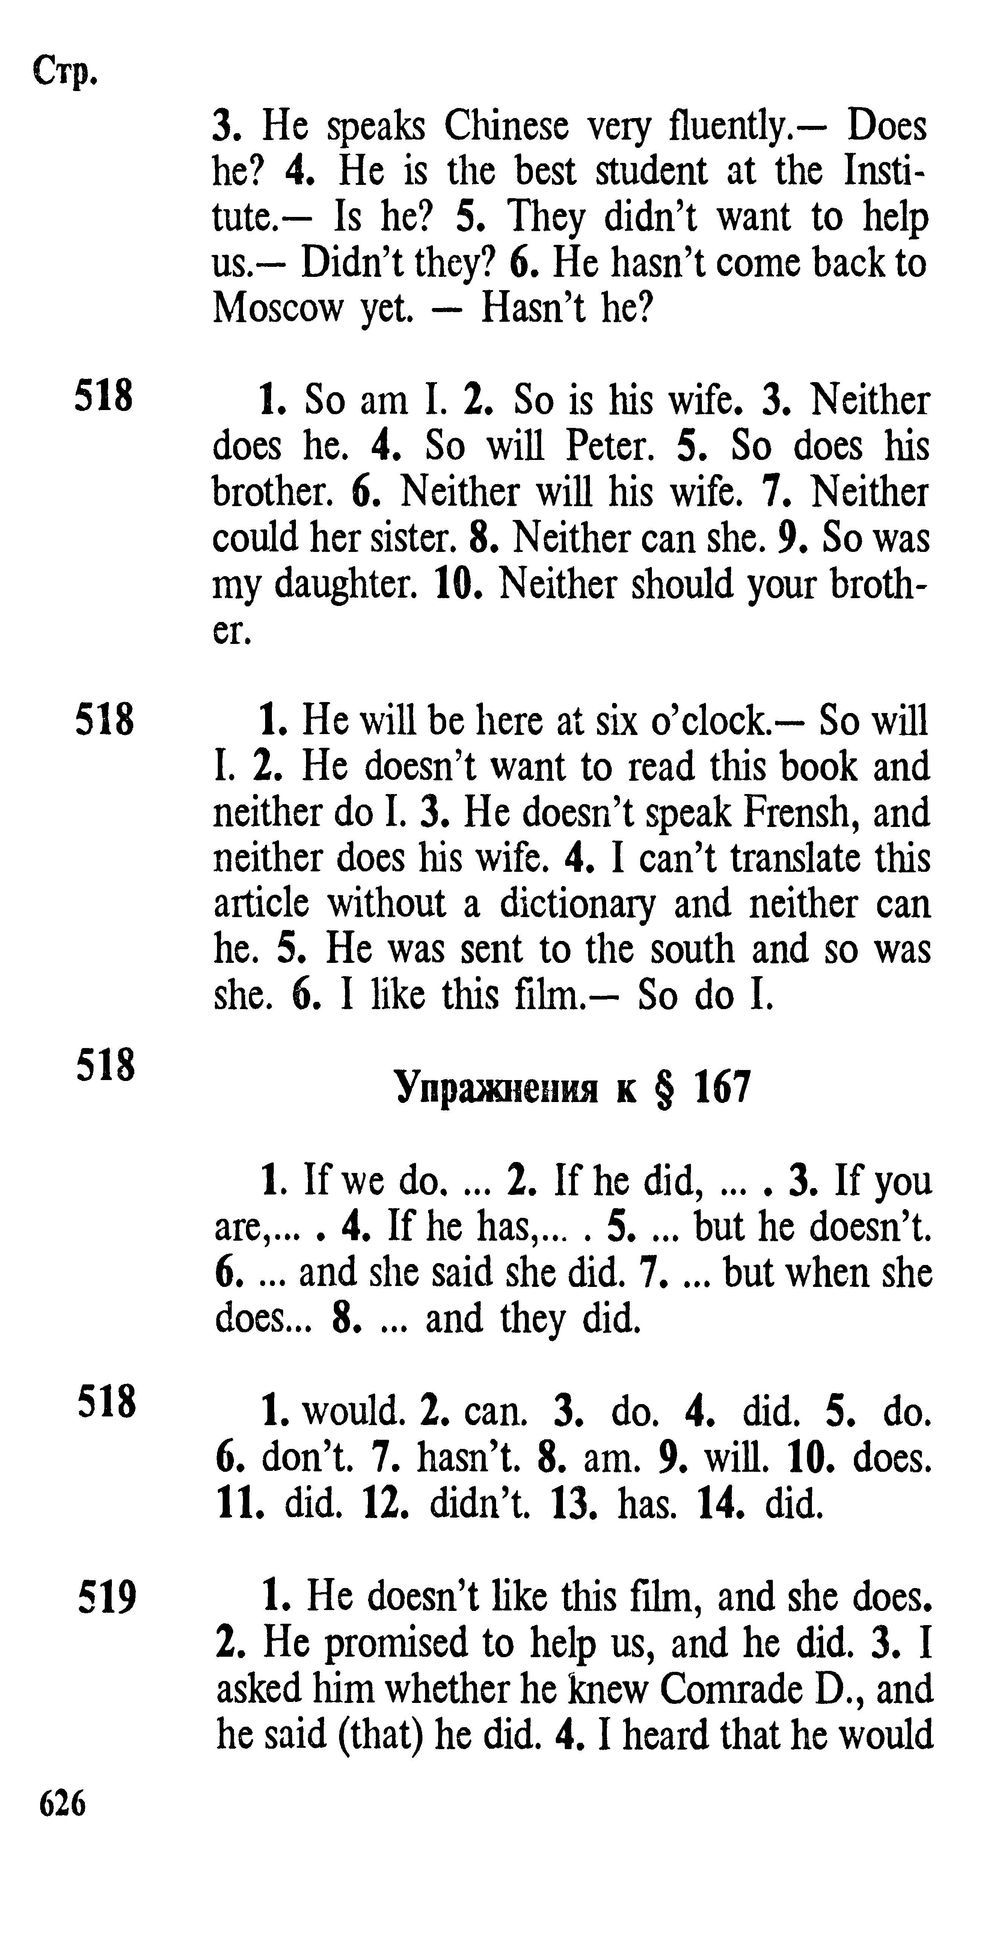 Стр.
3. He speaks Chinese very fluently.— Does
he? 4. He is the best student at the Insti-
tute.— Is he? 5. They didn't want to help
us.— Didn't they? 6. He hasn't come back to
Moscow yet. — Hasn't he?
518 1. So am I. 2. So is his wife. 3. Neither
does he. 4. So will Peter. 5. So does his
brother. 6. Neither will his wife. 7. Neither
could her sister. 8. Neither can she. 9. So was
my daughter. 10. Neither should your broth-
er.
518 1. He will be here at six o'clock.— So will
I. 2. He doesn't want to read this book and
neither do I. 3. He doesn't speak Frensh, and
neither does his wife. 4. I can't translate this
article without a dictionary and neither can
he. 5. He was sent to the south and so was
she. 6. I like this film.— So do I.
518
Упражнения к § 167
1. If we do. ... 2. If he did, ... . 3. If you
are,... . 4. If he has,... . 5. ... but he doesn't.
6. ... and she said she did. 7. ... but when she
does... 8. ... and they did.
518 1. would. 2. can. 3. do. 4. did. 5. do.
6. don't. 7. hasn't. 8. am. 9. will. 10. does.
11. did. 12. didn't. 13. has. 14. did.
519 1. He doesn't like this film, and she does.
2. He promised to help us, and he did. 3. I
asked him whether he knew Comrade D., and
he said (that) he did. 4. I heard that he would
626